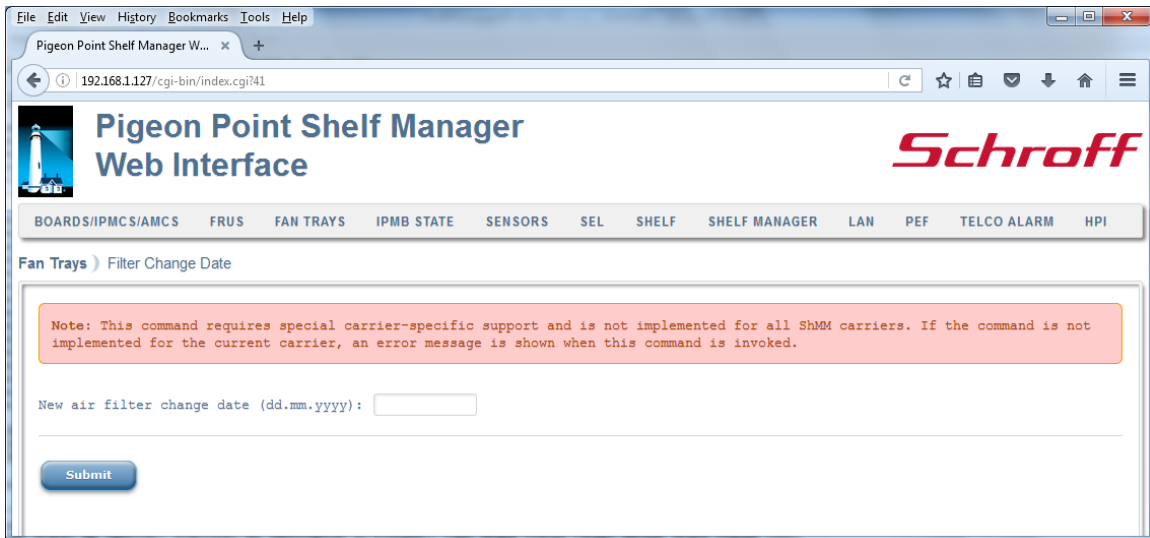 File Edit View History Bookmarks Tools Help
Pigeon Point Shelf Manager W... × +
192.168.1.127/cgi-bin/index.cgi?41
Pigeon Point Shelf Manager
Web Interface
Schroff
BOARDS/IPMCS/AMCS FRUS FAN TRAYS IPMB STATE SENSORS SEL SHELF SHELF MANAGER LAN PEF TELCO ALARM HPI
Fan Trays ) Filter Change Date
Note: This command requires special carrier-specific support and is not implemented for all ShMM carriers. If the command is not
implemented for the current carrier, an error message is shown when this command is invoked.
New air filter change date (dd.mm.yyyy):
Submit